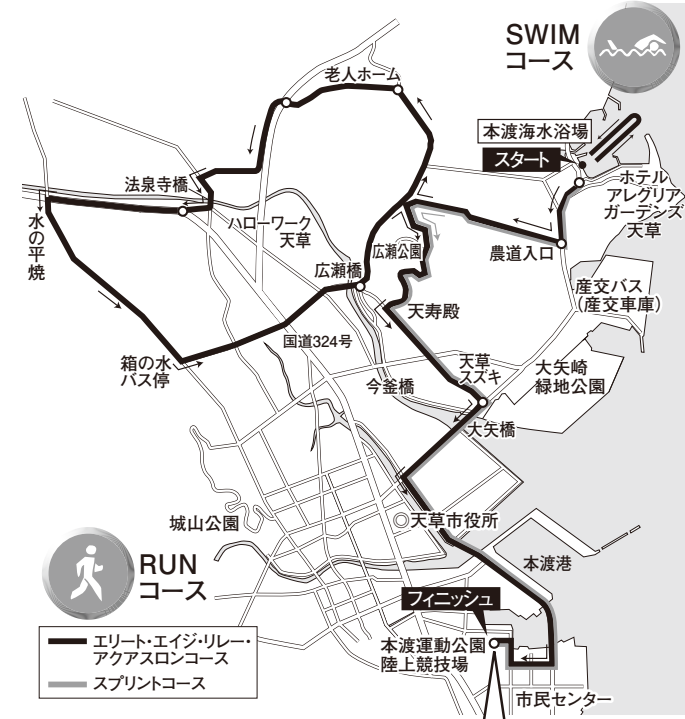 SWIM
コース
老人ホーム
本渡海水浴場
スタート
法泉寺橋
ホテル
アレグリア
ガーデンズ
天草
水の平焼
ハローワーク
天草
広瀬公園
農道入口
広瀬橋
産交バス
（産交車庫）
天寿殿
国道324号
箱の水
バス停
天草
スズキ
大矢崎
緑地公園
今釜橋
大矢橋
城山公園
天草市役所
RUN
コース
本渡港
フィニッシュ
エリート・エイジ・リレー・
アクアスロンコース
本渡運動公園
陸上競技場
スプリントコース
市民センター